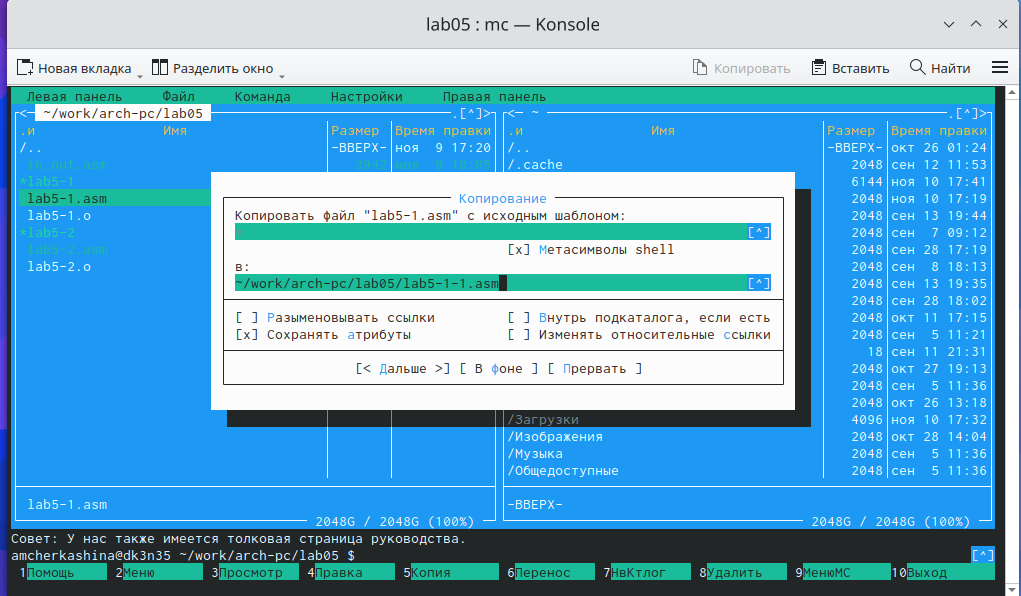 lab05 : mc — Konsole
Новая вкладка Разделить окно Копировать Вставить Найти
Левая панель Файл Команда Настройки Правая панель
<— ~/work/arch-pc/lab05 .[^]> <— ~ .[^]>
.и Имя Размер Время правки .и Имя Размер Время правки
/.. -ВВЕРХ- ноя 9 17:20 /.. -ВВЕРХ- окт 26 01:24
in_out.asm 3942 ноя 9 18:05 /.cache 2048 сен 12 11:53
*lab5-1 6144 ноя 10 17:41
lab5-1.asm 2048 ноя 10 17:19
lab5-1.o 2048 сен 13 19:44
*lab5-2 2048 сен 7 09:12
lab5-2.asm 2048 сен 28 17:19
lab5-2.o 2048 сен 8 18:13
Копирование
Копировать файл "lab5-1.asm" с исходным шаблоном:
[^]
[x] Метасимволы shell
в:
~/work/arch-pc/lab05/lab5-1-1.asm [^]
[ ] Разыменовывать ссылки [ ] Внутрь подкаталога, если есть
[x] Сохранять атрибуты [ ] Изменять относительные ссылки
[< Дальше >] [ В фоне ] [ Прервать ]
2048 сен 13 19:35
2048 сен 28 18:02
2048 окт 11 17:15
2048 сен 5 11:21
18 сен 11 21:31
2048 окт 27 19:13
2048 сен 5 11:36
2048 окт 26 13:18
/Загрузки 4096 ноя 10 17:32
/Изображения 2048 окт 28 14:04
/Музыка 2048 сен 5 11:36
/Общедоступные 2048 сен 5 11:36
lab5-1.asm -ВВЕРХ-
2048G / 2048G (100%) 2048G / 2048G (100%)
Совет: У нас также имеется толковая страница руководства.
amcherkashina@dk3n35 ~/work/arch-pc/lab05 $ [^]
1Помощь 2Меню 3Просмотр 4Правка 5Копия 6Перенос 7НвКтлог 8Удалить 9МенюМС 10Выход